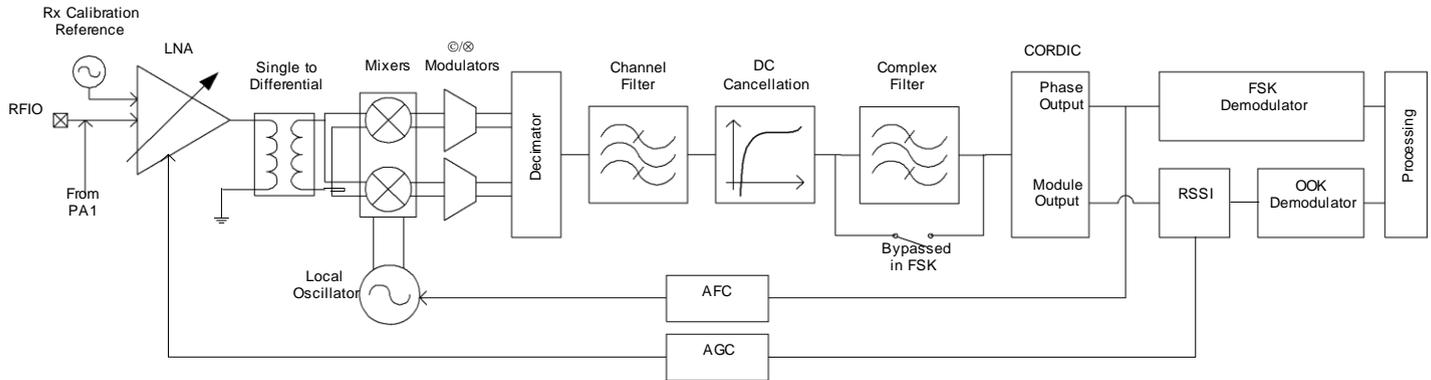 Rx Calibration
Reference
LNA
RFIO
From
PA1
Single to
Differential
Mixers
©/⊗
Modulators
Local
Oscillator
Decimator
Channel
Filter
DC
Cancellation
Complex
Filter
Bypassed
in FSK
CORDIC
Phase
Output
Module
Output
FSK
Demodulator
RSSI
OOK
Demodulator
Processing
AFC
AGC